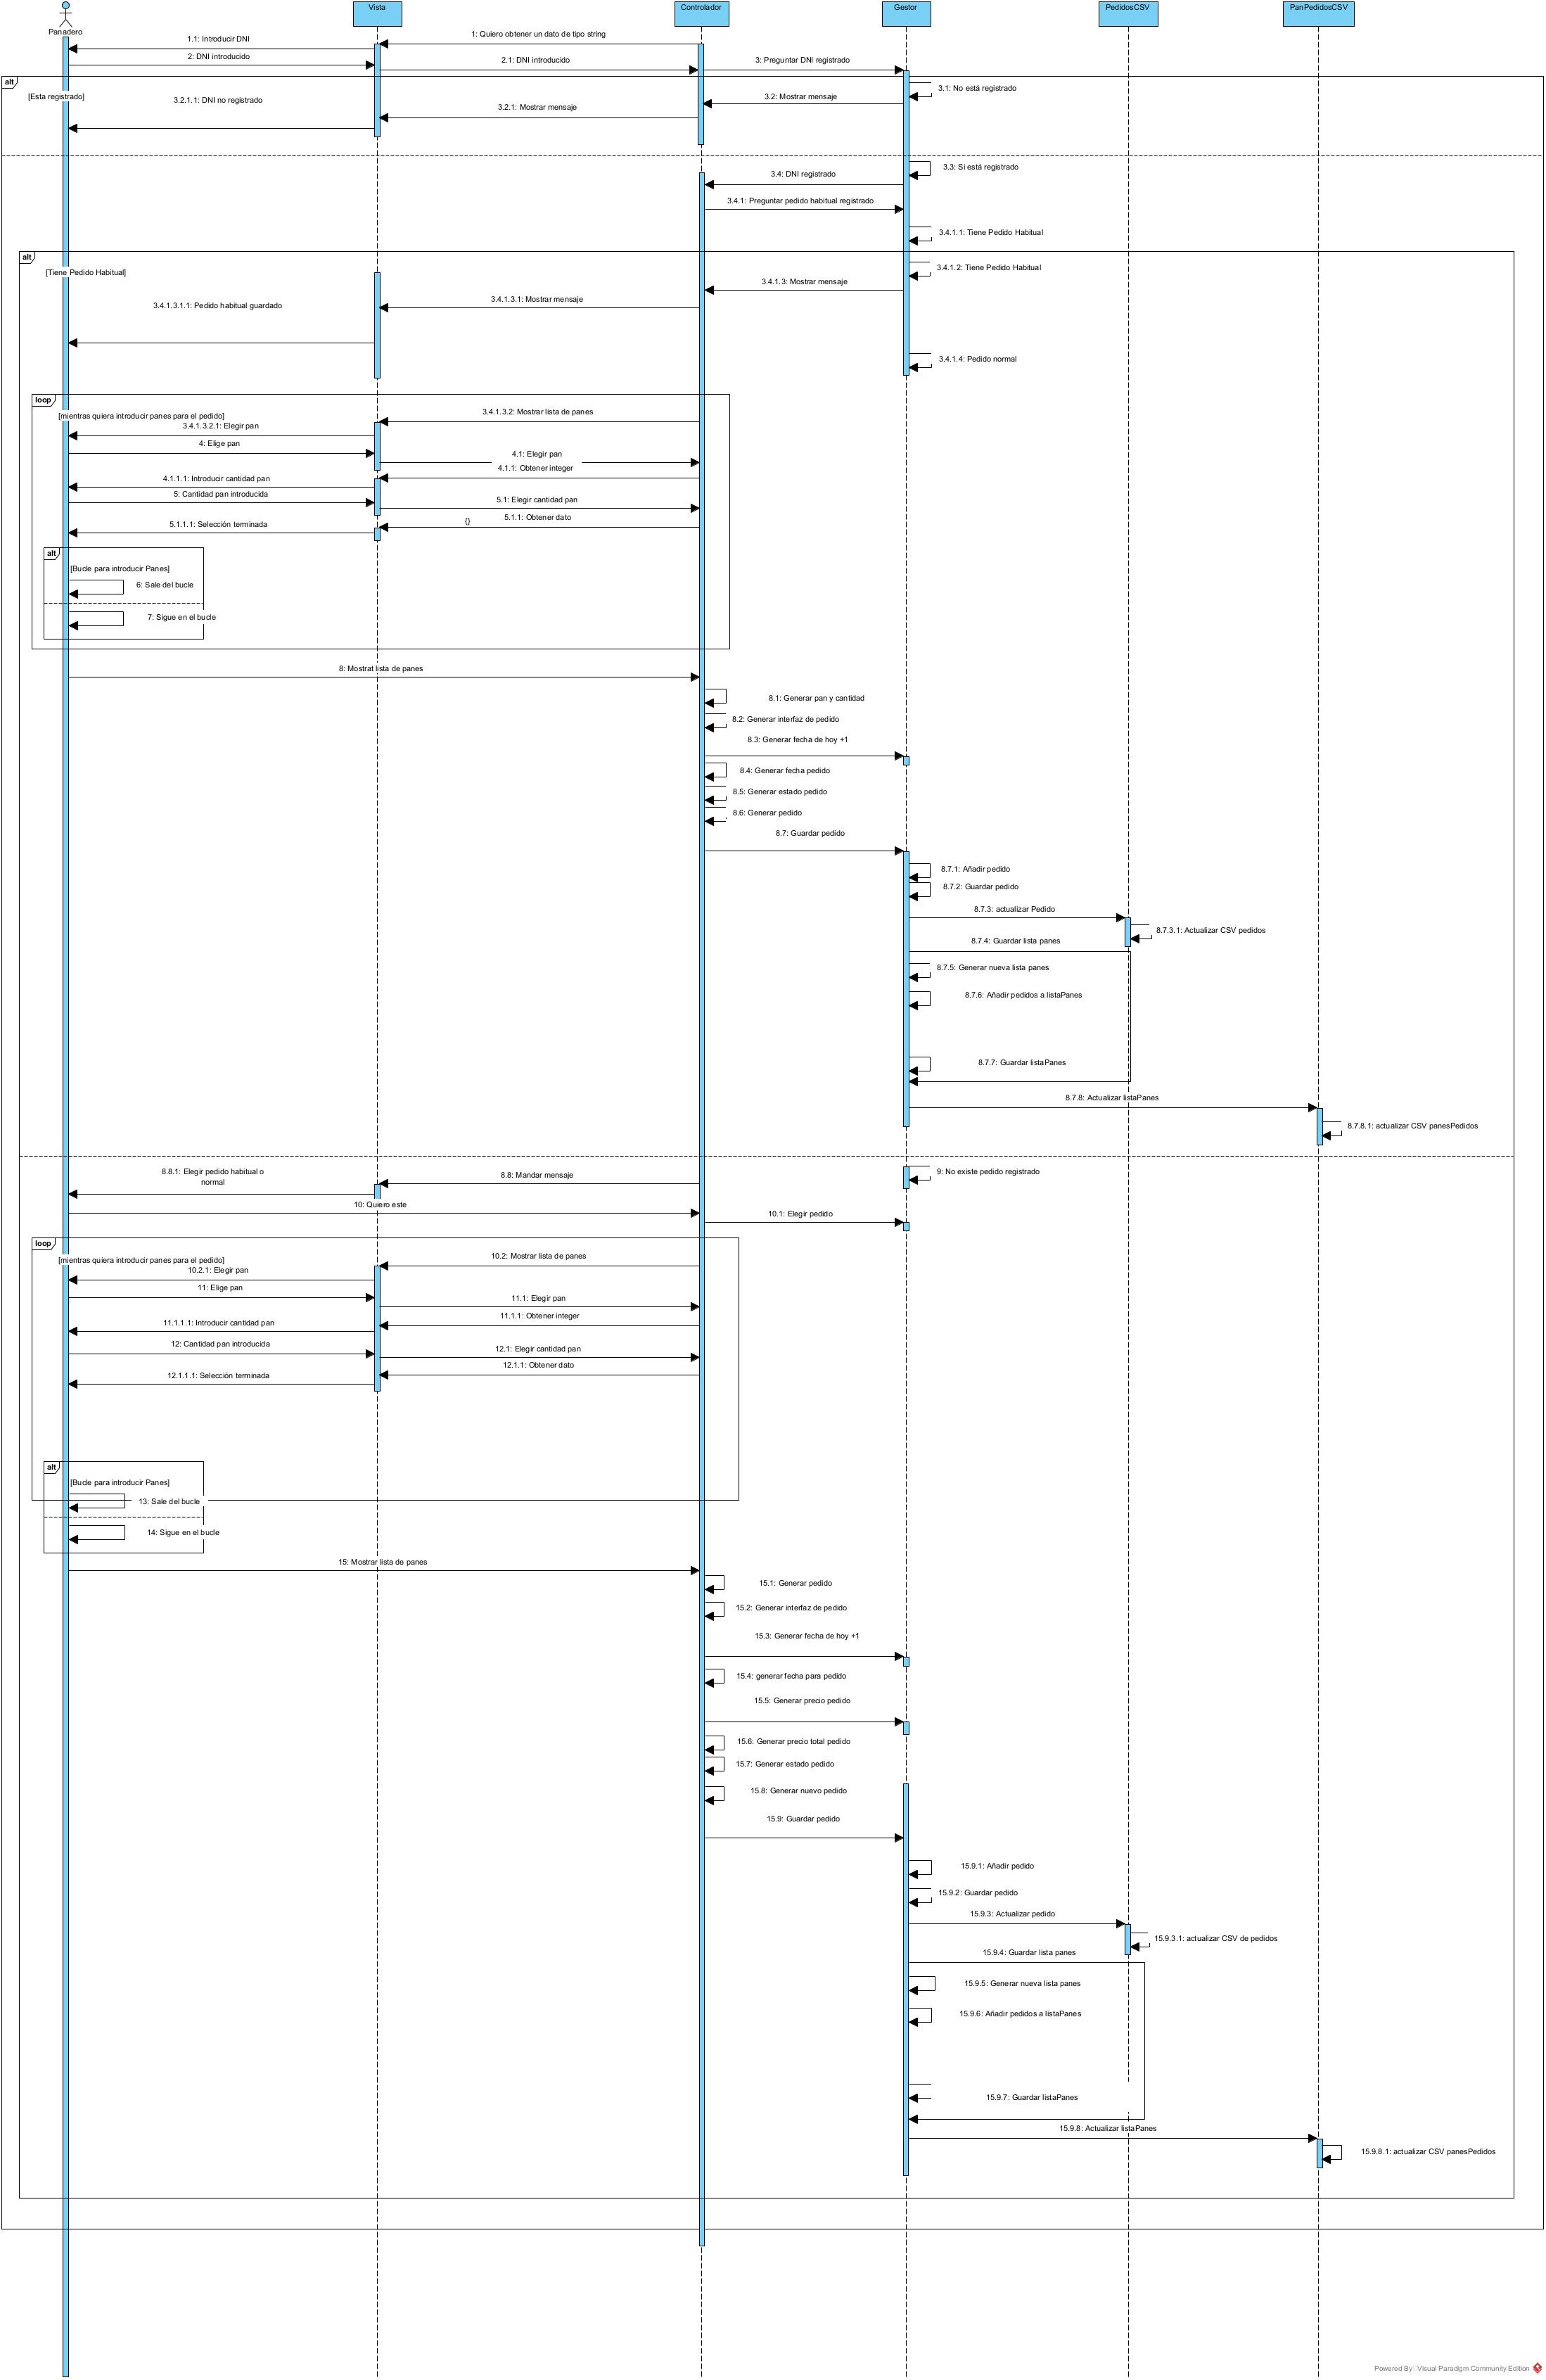 Panadero
Vista
Controlador
Gestor
PedidosCSV
PanPedidosCSV
1: Quiero obtener un dato de tipo string
1.1: Introducir DNI
2: DNI introducido
2.1: DNI introducido
3: Preguntar DNI registrado
alt
[Esta registrado]
3.1: No está registrado
3.2: Mostrar mensaje
3.2.1: Mostrar mensaje
3.2.1.1: DNI no registrado
3.3: Si está registrado
3.4: DNI registrado
3.4.1: Preguntar pedido habitual registrado
3.4.1.1: Tiene Pedido Habitual
alt
[Tiene Pedido Habitual]
3.4.1.2: Tiene Pedido Habitual
3.4.1.3: Mostrar mensaje
3.4.1.3.1: Mostrar mensaje
3.4.1.3.1.1: Pedido habitual guardado
3.4.1.4: Pedido normal
loop
[mientras quiera introducir panes para el pedido]
3.4.1.3.2: Mostrar lista de panes
3.4.1.3.2.1: Elegir pan
4: Elige pan
4.1: Elegir pan
4.1.1: Obtener integer
4.1.1.1: Introducir cantidad pan
5: Cantidad pan introducida
5.1: Elegir cantidad pan
5.1.1: Obtener dato
{}
5.1.1.1: Selección terminada
alt
[Bucle para introducir Panes]
6: Sale del bucle
7: Sigue en el bucle
8: Mostrat lista de panes
8.1: Generar pan y cantidad
8.2: Generar interfaz de pedido
8.3: Generar fecha de hoy +1
8.4: Generar fecha pedido
8.5: Generar estado pedido
8.6: Generar pedido
8.7: Guardar pedido
8.7.1: Añadir pedido
8.7.2: Guardar pedido
8.7.3: actualizar Pedido
8.7.3.1: Actualizar CSV pedidos
8.7.4: Guardar lista panes
8.7.5: Generar nueva lista panes
8.7.6: Añadir pedidos a listaPanes
8.7.7: Guardar listaPanes
8.7.8: Actualizar listaPanes
8.7.8.1: actualizar CSV panesPedidos
9: No existe pedido registrado
8.8: Mandar mensaje
8.8.1: Elegir pedido habitual o
normal
10: Quiero este
10.1: Elegir pedido
loop
[mientras quiera introducir panes para el pedido]
10.2: Mostrar lista de panes
10.2.1: Elegir pan
11: Elige pan
11.1: Elegir pan
11.1.1: Obtener integer
11.1.1.1: Introducir cantidad pan
12: Cantidad pan introducida
12.1: Elegir cantidad pan
12.1.1: Obtener dato
12.1.1.1: Selección terminada
alt
[Bucle para introducir Panes]
13: Sale del bucle
14: Sigue en el bucle
15: Mostrar lista de panes
15.1: Generar pedido
15.2: Generar interfaz de pedido
15.3: Generar fecha de hoy +1
15.4: generar fecha para pedido
15.5: Generar precio pedido
15.6: Generar precio total pedido
15.7: Generar estado pedido
15.8: Generar nuevo pedido
15.9: Guardar pedido
15.9.1: Añadir pedido
15.9.2: Guardar pedido
15.9.3: Actualizar pedido
15.9.3.1: actualizar CSV de pedidos
15.9.4: Guardar lista panes
15.9.5: Generar nueva lista panes
15.9.6: Añadir pedidos a listaPanes
15.9.7: Guardar listaPanes
15.9.8: Actualizar listaPanes
15.9.8.1: actualizar CSV panesPedidos
Powered By Visual Paradigm Community Edition